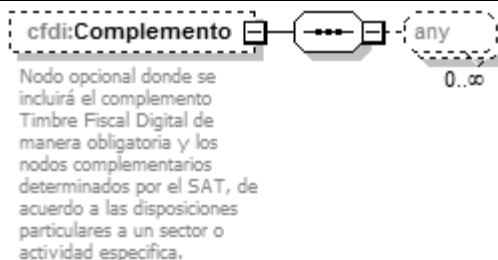 cfdi:Complemento
any
0..∞
Nodo opcional donde se
incluirá el complemento
Timbre Fiscal Digital de
manera obligatoria y los
nodos complementarios
determinados por el SAT, de
acuerdo a las disposiciones
particulares a un sector o
actividad especifica.